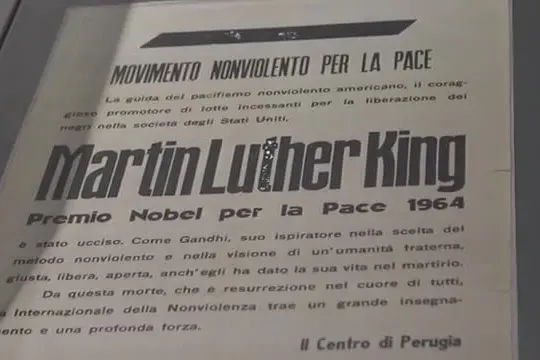 MOVIMENTO NONVIOLENTO PER LA PACE
La guida del pacifismo nonviolento americano, il corag-
gioso promotore di lotte incessanti per la liberazione dei
negri nella società degli Stati Uniti,
Martin Luther King
Premio Nobel per la Pace 1964
è stato ucciso. Come Gandhi, suo ispiratore nella scelta del
metodo nonviolento e nella visione di un'umanità fraterna,
giusta, libera, aperta, anch'egli ha dato la sua vita nel martirio.
Da questa morte, che è resurrezione nel cuore di tutti,
Internazionale della Nonviolenza trae un grande insegna-
mento e una profonda forza.
Il Centro di Perugia